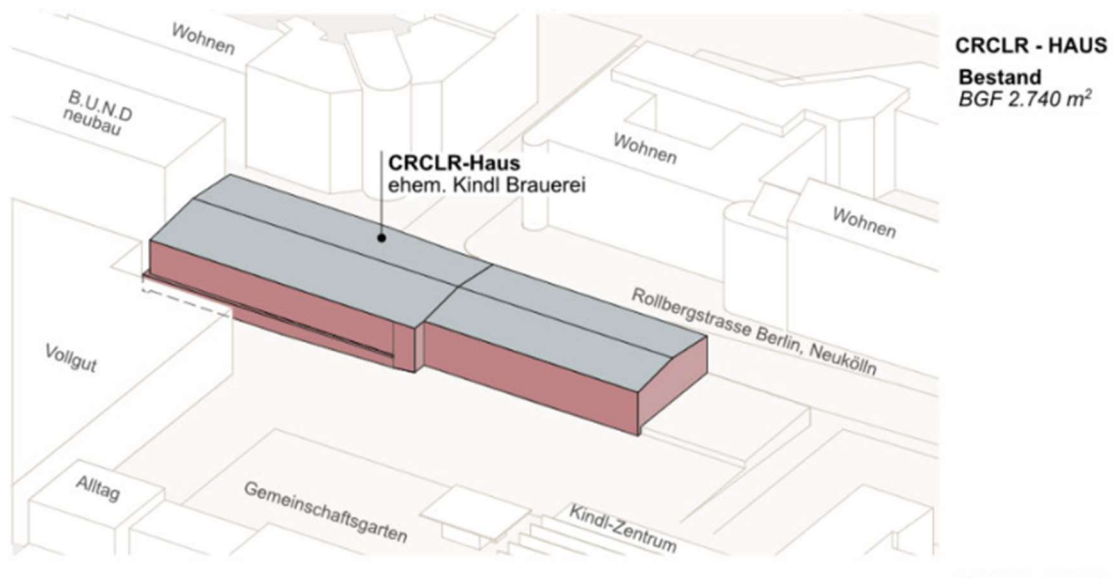 Wohnen
CRCLR - HAUS
Bestand
BGF 2.740 m²
B.U.N.D
neubau
CRCLR-Haus
ehem. Kindl Brauerei
Wohnen
Wohnen
Rollbergstrasse Berlin, Neukölln
Vollgut
Alltag
Gemeinschaftsgarten
Kindl-Zentrum